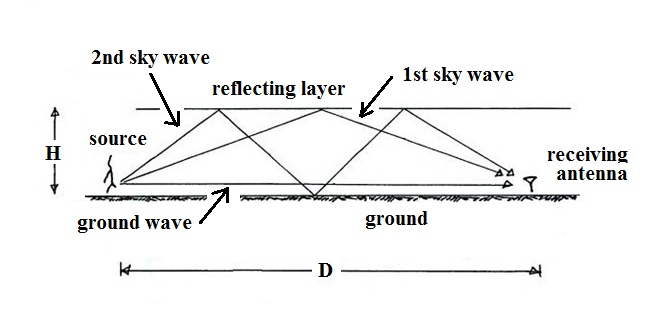 2nd sky wave
1st sky wave
reflecting layer
source
H
receiving
antenna
ground wave
ground
D